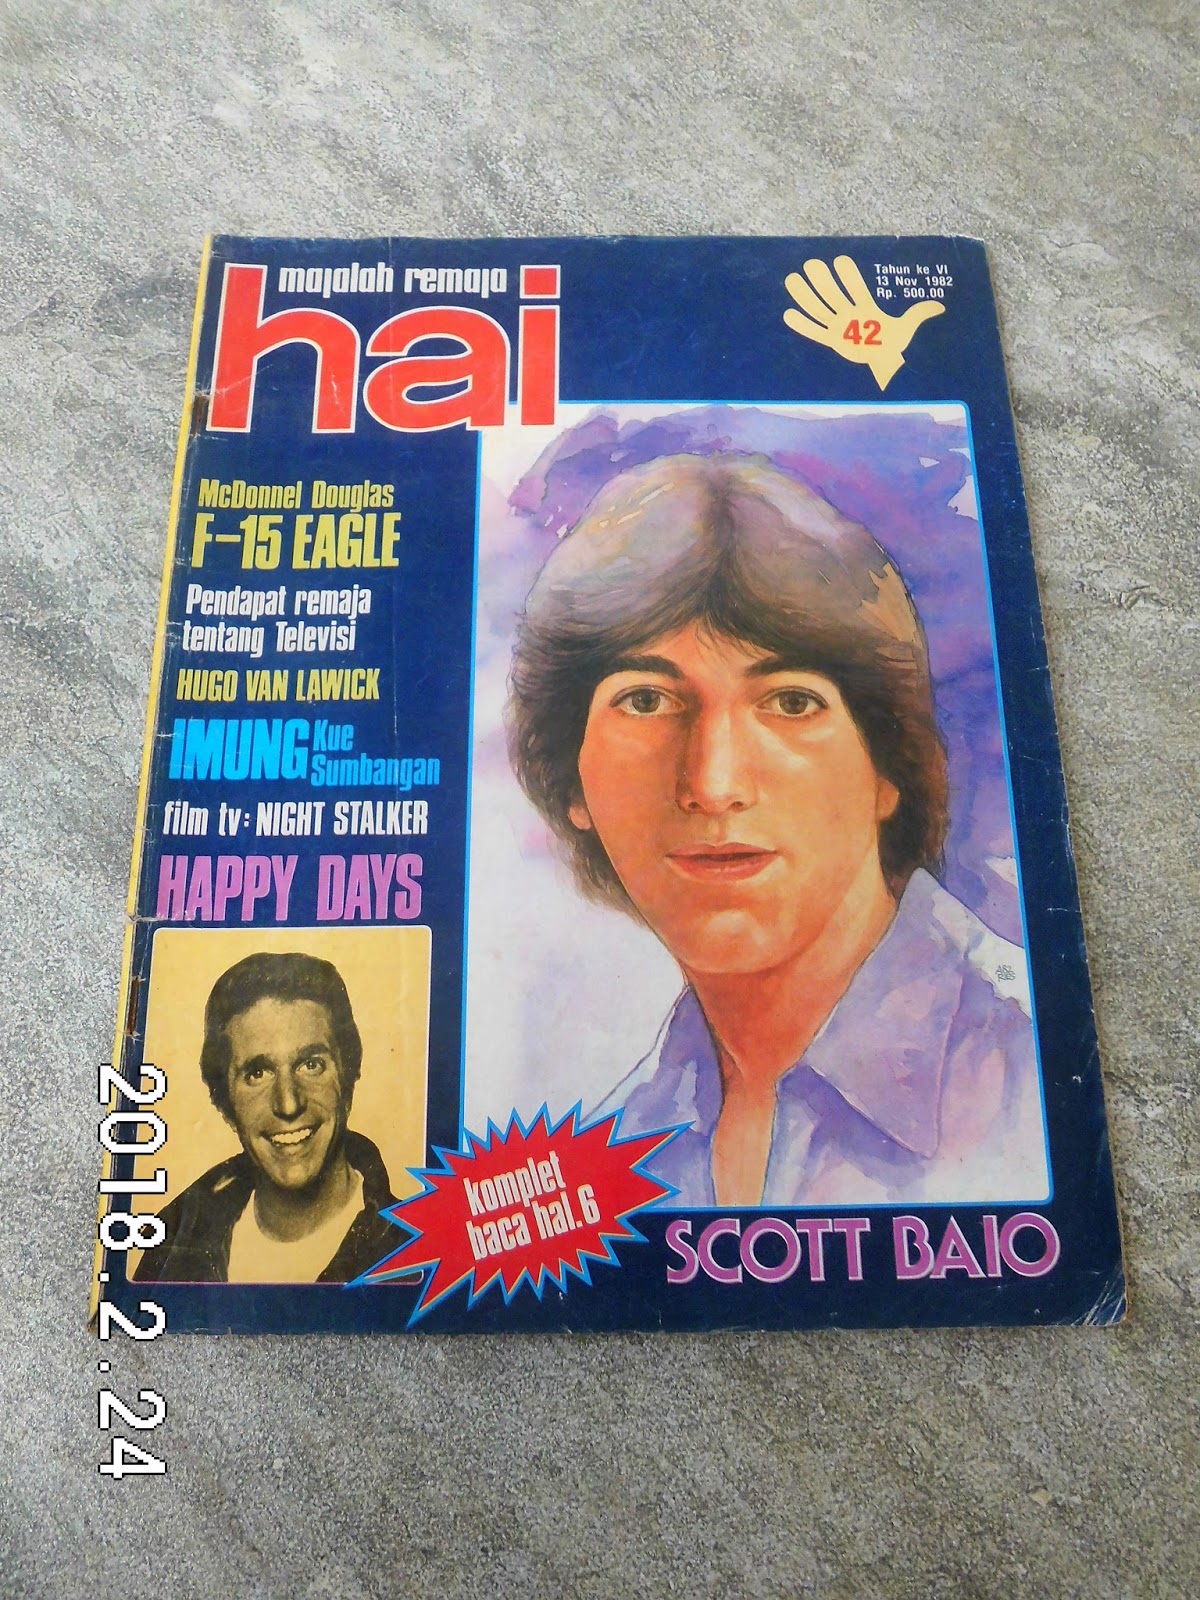 majalah remaja
hai
Tahun ke VI
13 Nov 1982
Rp. 500,00
42
McDonnel Douglas
F-15 EAGLE
Pendapat remaja
tentang Televisi
HUGO VAN LAWICK
IMUNG Kue
Sumbangan
film tv: NIGHT STALKER
HAPPY DAYS
komplet
baca hal.6
SCOTT BAIO
2018.2.24